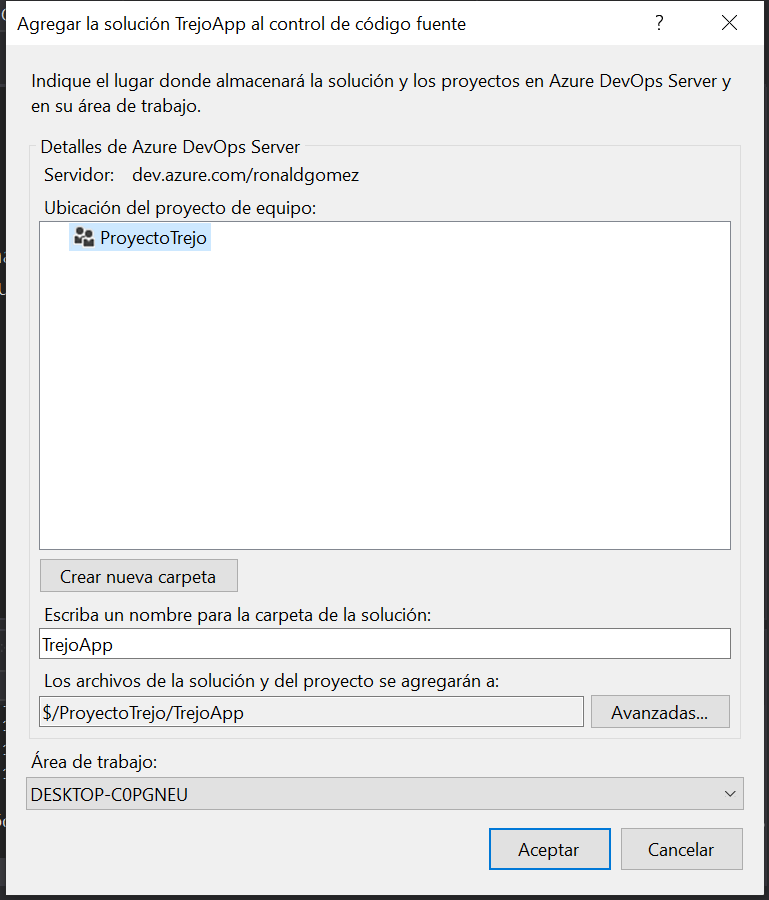 Agregar la solución TrejoApp al control de código fuente
?
Indique el lugar donde almacenará la solución y los proyectos en Azure DevOps Server y
en su área de trabajo.
Detalles de Azure DevOps Server
Servidor: dev.azure.com/ronaldgomez
Ubicación del proyecto de equipo:
ProyectoTrejo
Crear nueva carpeta
Escriba un nombre para la carpeta de la solución:
TrejoApp
Los archivos de la solución y del proyecto se agregarán a:
$/ProyectoTrejo/TrejoApp
Avanzadas...
Área de trabajo:
DESKTOP-C0PGNEU
Aceptar
Cancelar